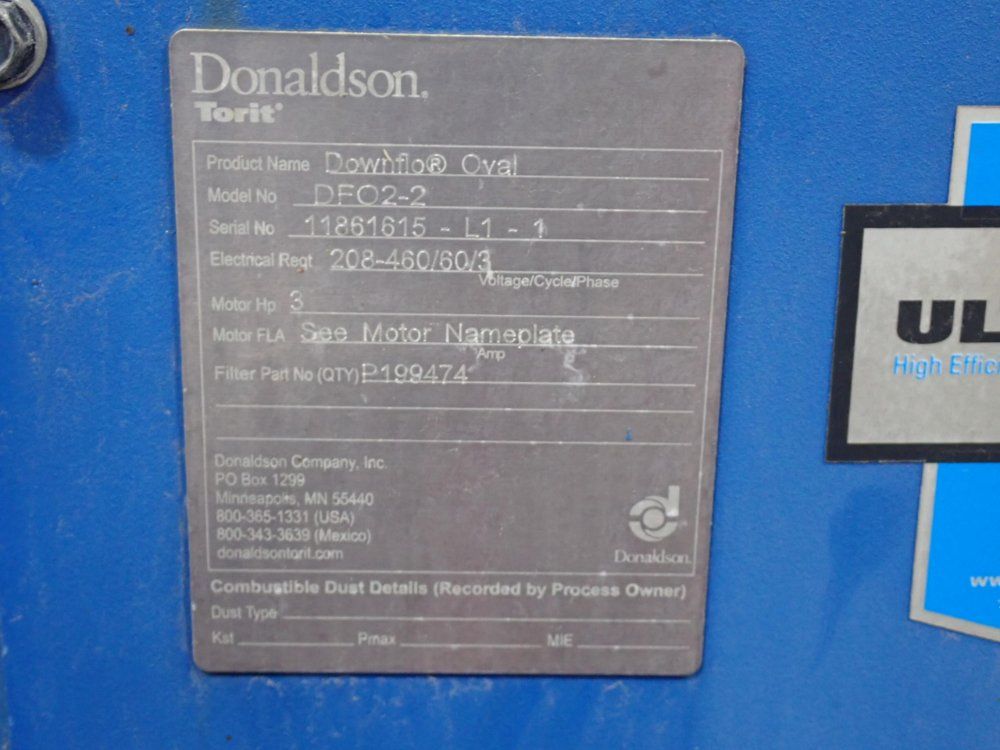 Donaldson.
Torit®
Product Name Downflo® Oval
Model No DFO2-2
Serial No 11861615 - L1 - 1
Electrical Reqt 208-460/60/3
Voltage/Cycle/Phase
Motor Hp 3
Motor FLA See Motor Nameplate
Amp
Filter Part No (QTY) P199474
Donaldson Company, Inc.
PO Box 1299
Minneapolis, MN 55440
800-365-1331 (USA)
800-343-3639 (Mexico)
donaldsontorit.com
Donaldson.
Combustible Dust Details (Recorded by Process Owner)
Dust Type
Kst Pmax MIE
UL
High Effic
ww